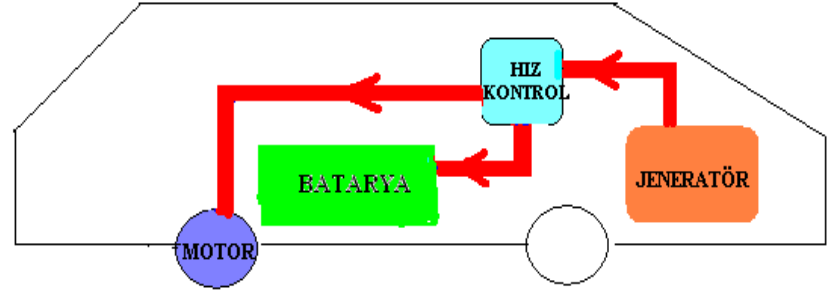 HIZ
KONTROL
BATARYA
JENERATÖR
MOTOR